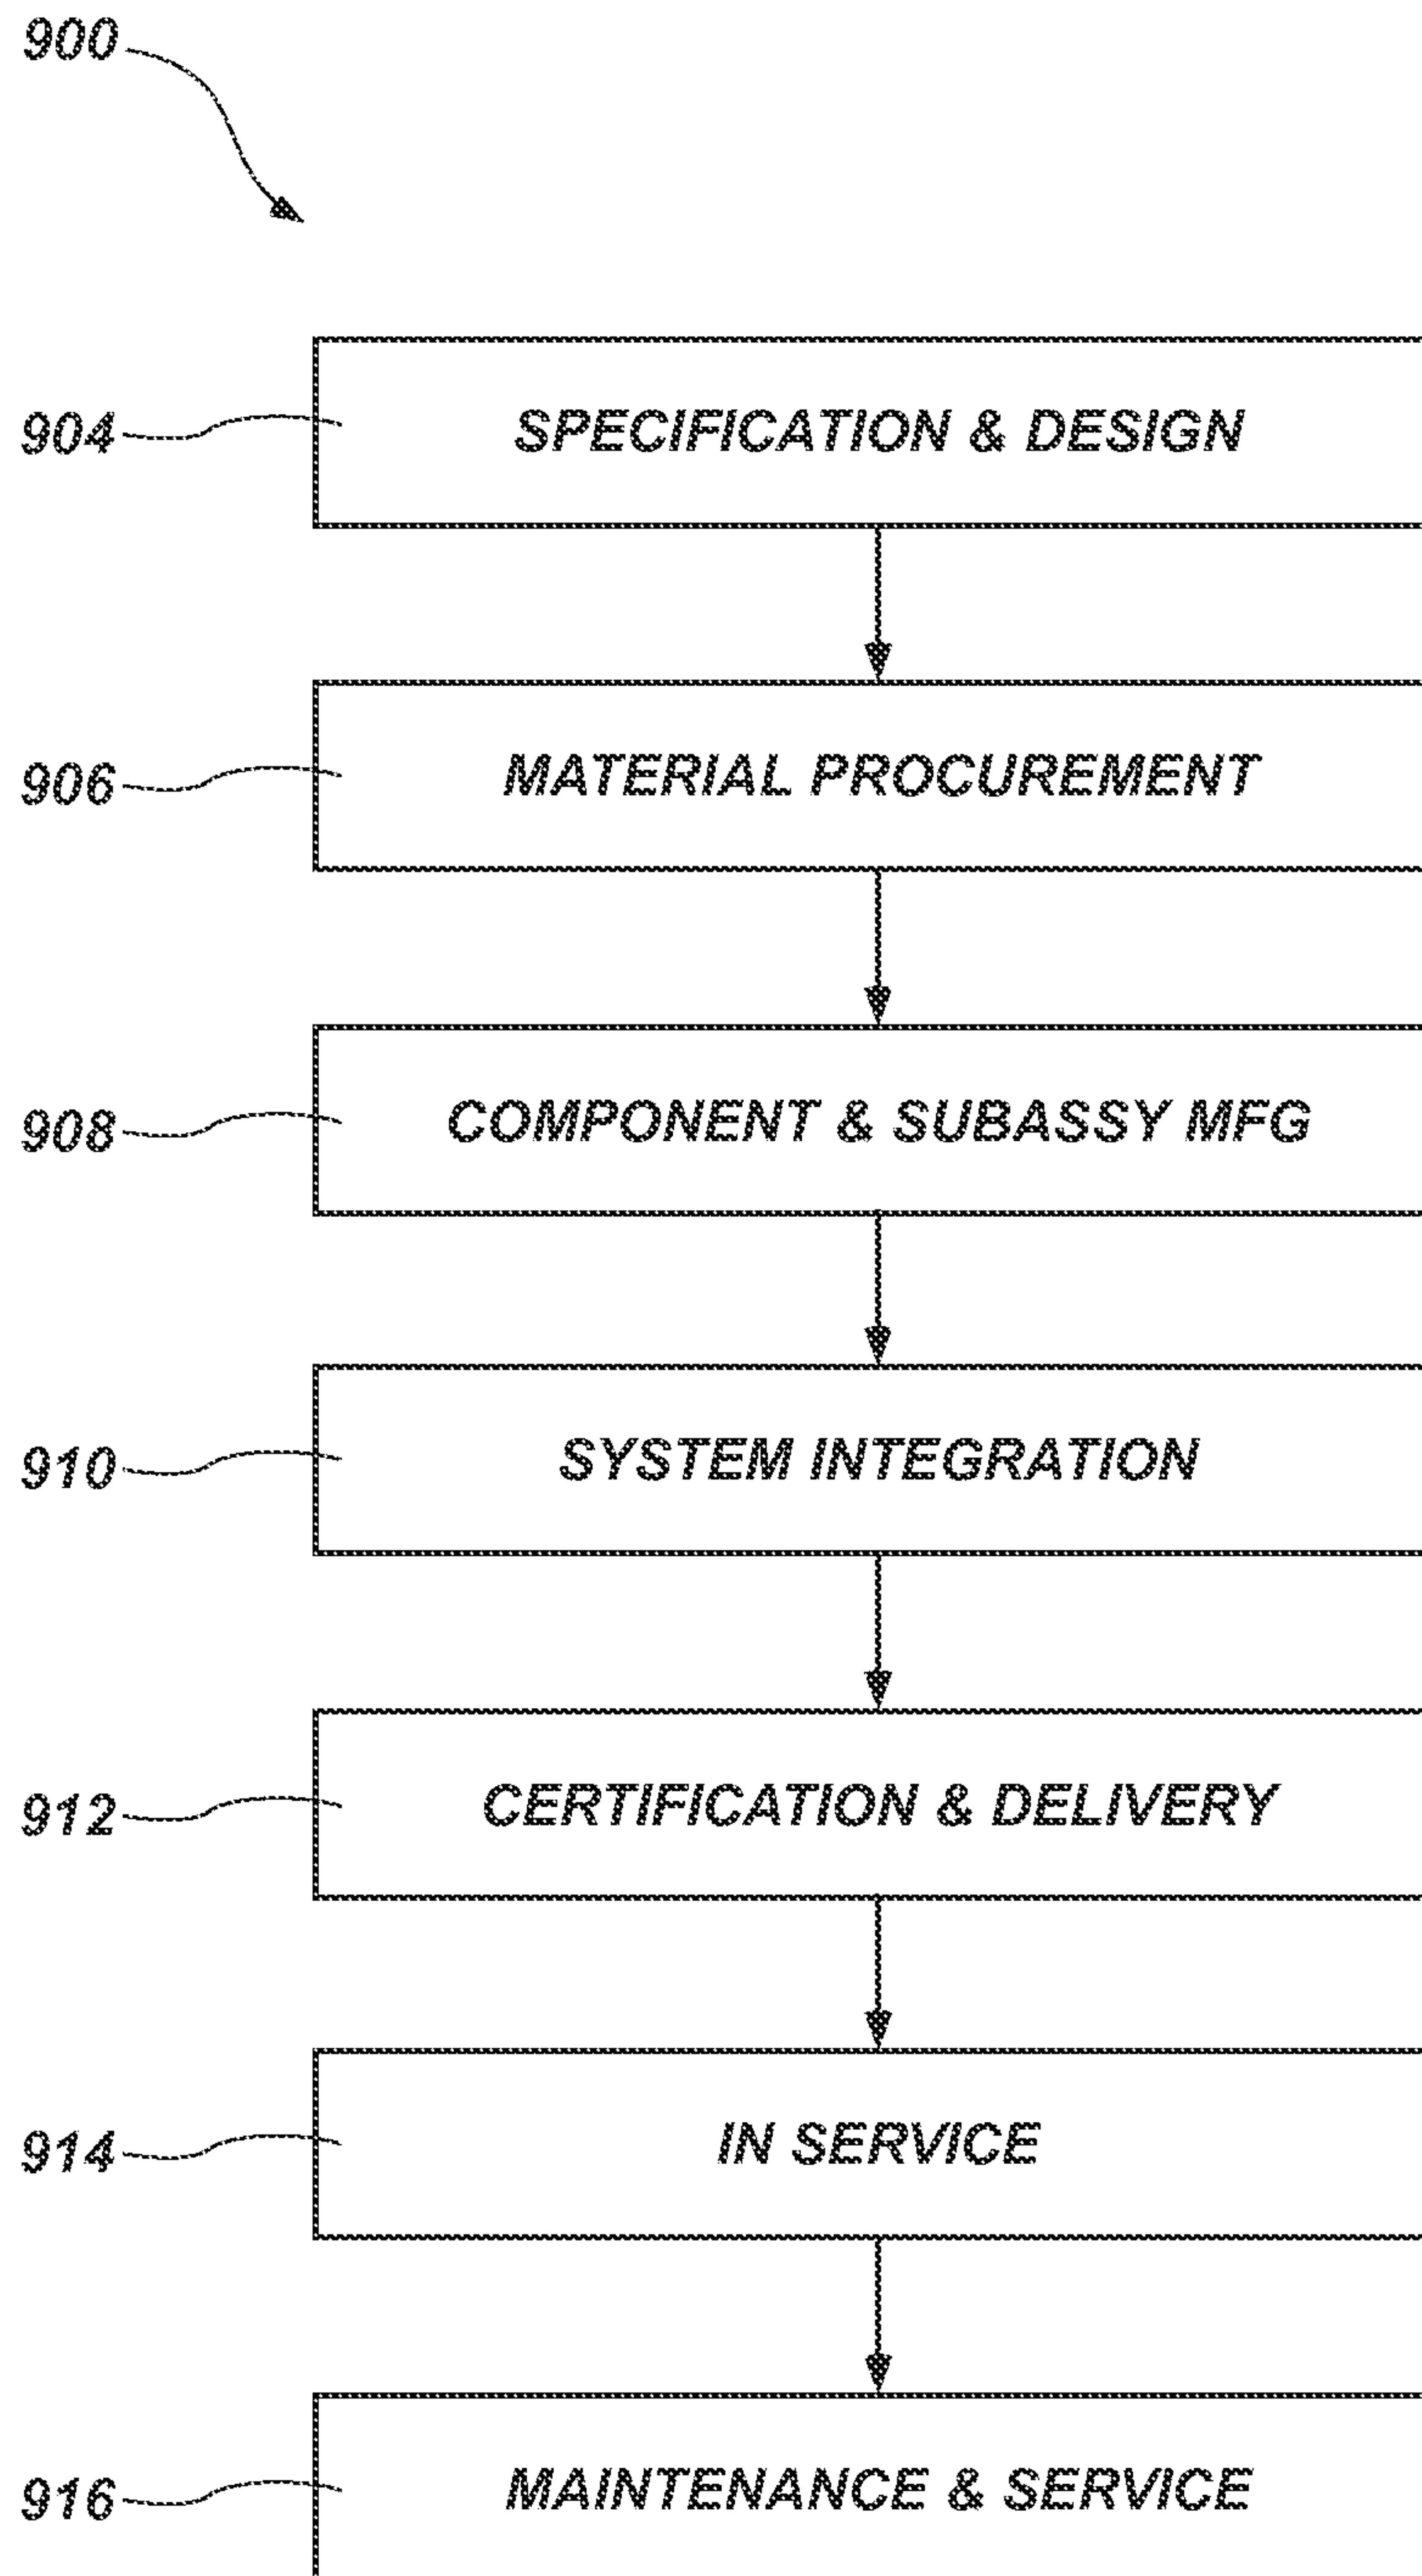 900
904 SPECIFICATION & DESIGN
906 MATERIAL PROCUREMENT
908 COMPONENT & SUBASSY MFG
910 SYSTEM INTEGRATION
912 CERTIFICATION & DELIVERY
914 IN SERVICE
916 MAINTENANCE & SERVICE